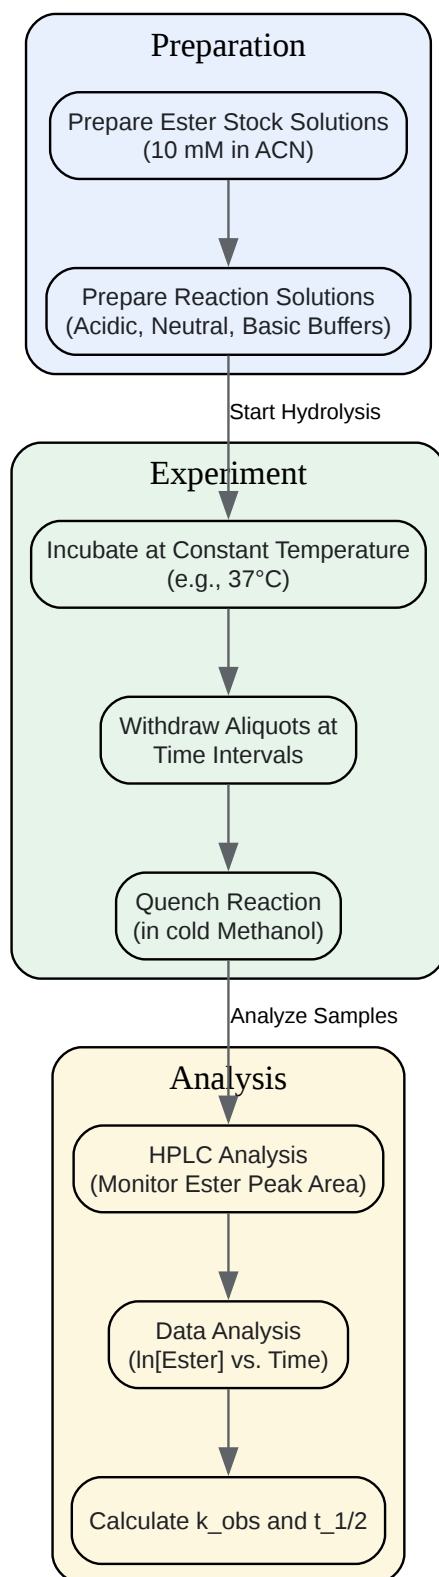 Preparation
Prepare Ester Stock Solutions
(10 mM in ACN)
Prepare Reaction Solutions
(Acidic, Neutral, Basic Buffers)
Start Hydrolysis
Experiment
Incubate at Constant Temperature
(e.g., 37°C)
Withdraw Aliquots at
Time Intervals
Quench Reaction
(in cold Methanol)
Analyze Samples
Analysis
HPLC Analysis
(Monitor Ester Peak Area)
Data Analysis
(ln[Ester] vs. Time)
Calculate k_obs and t_1/2